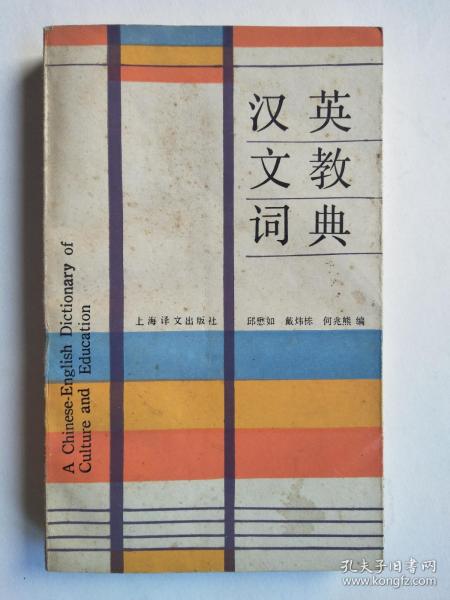 汉英
文教
词典
上海译文出版社
邱懋如 戴炜栋 何兆熊 编
A Chinese-English Dictionary of
Culture and Education
孔夫子旧书网
www.kongfz.com